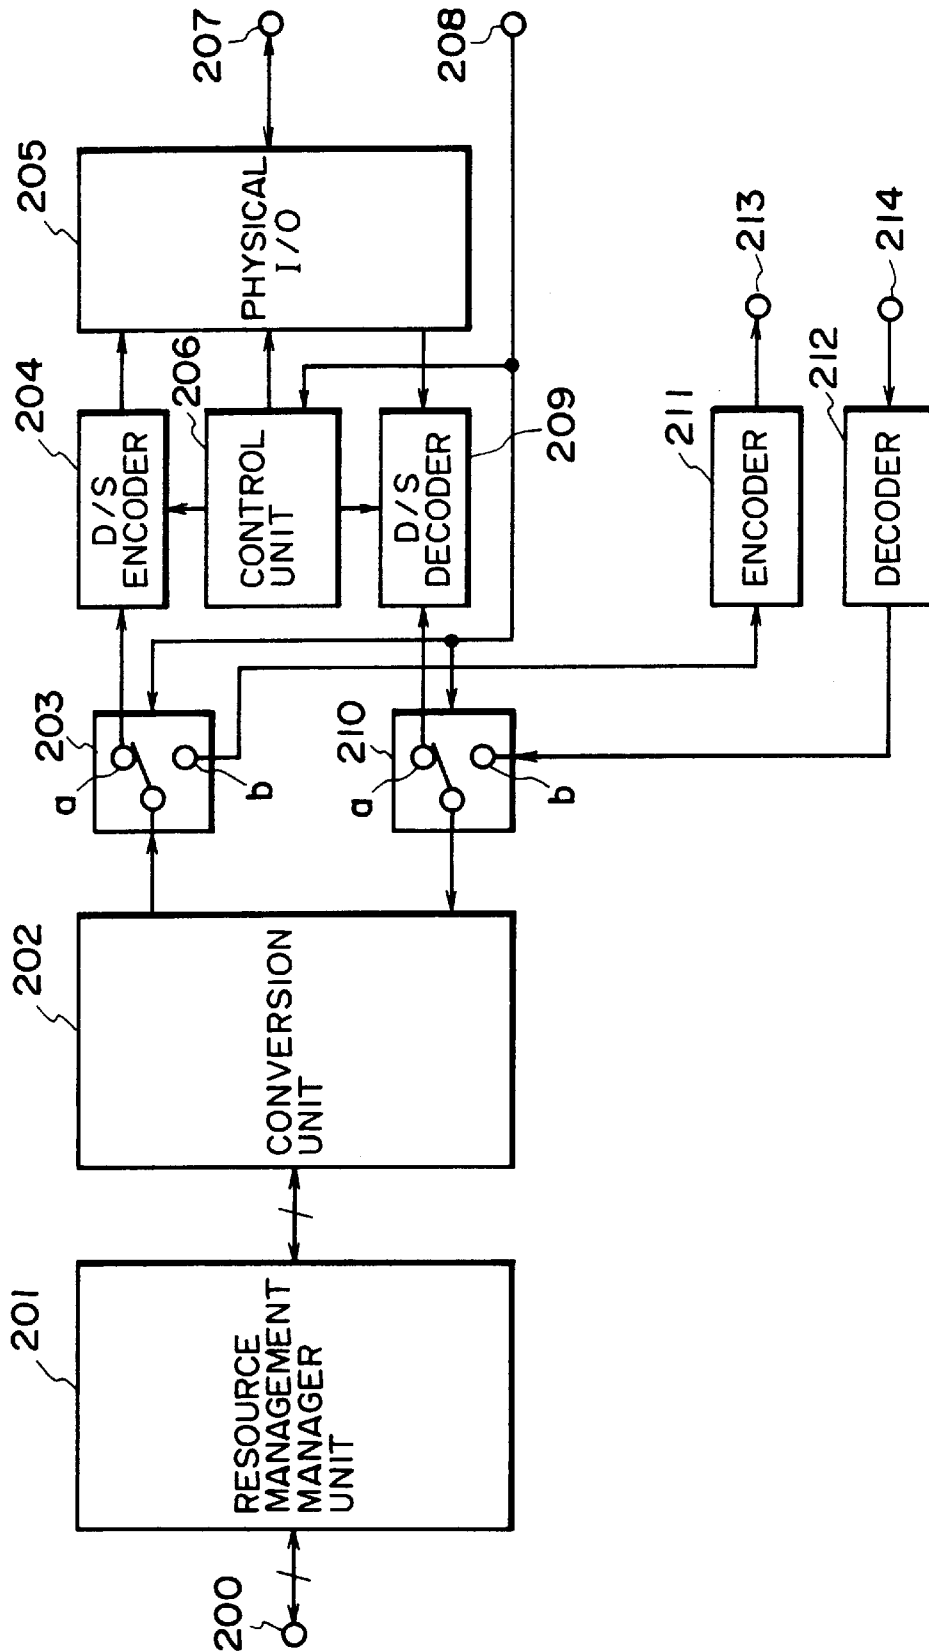 200
201
RESOURCE
MANAGEMENT
MANAGER
UNIT
202
CONVERSION
UNIT
203
a
b
210
a
b
204
D/S
ENCODER
206
CONTROL
UNIT
D/S
DECODER
209
205
PHYSICAL
I/O
207
208
211
ENCODER
213
212
DECODER
214